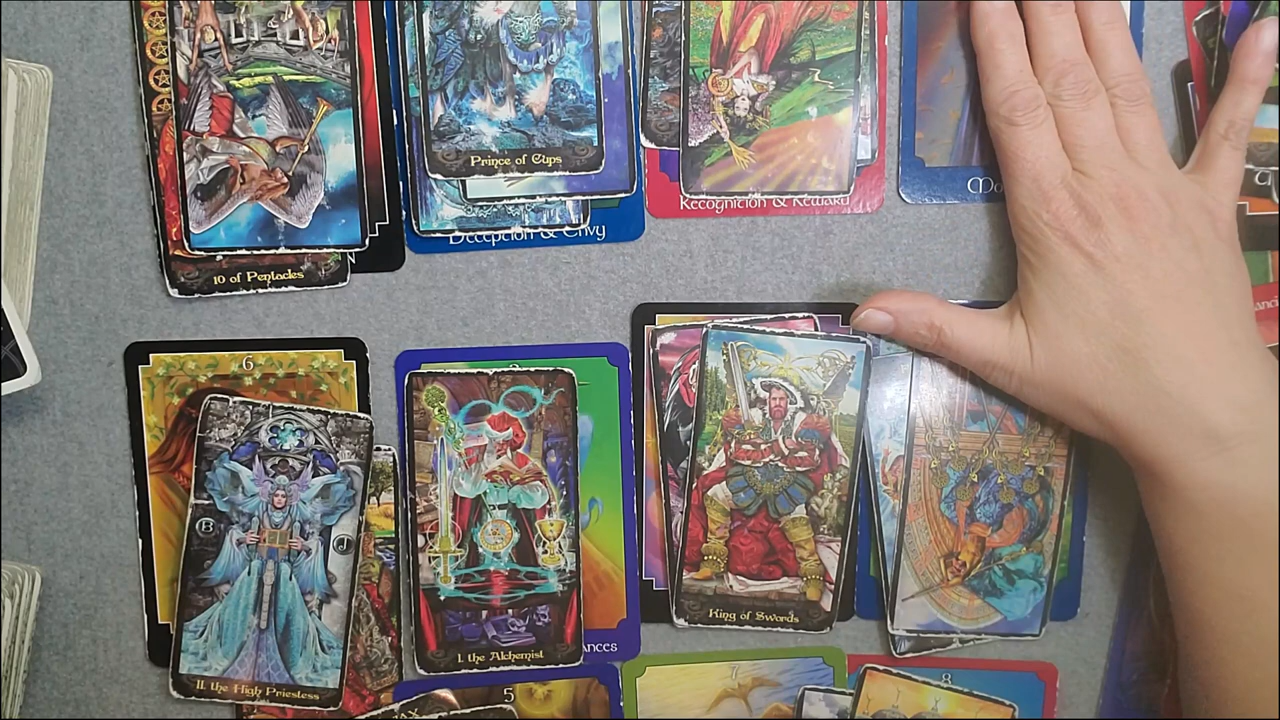 10 of Pentacles
N
Prince of Cups
Deception & Envy
Recognition & Reward
6
B
J
II. the High Priestess
I. the Alchemist
ANCES
King of Swords
5
7
8